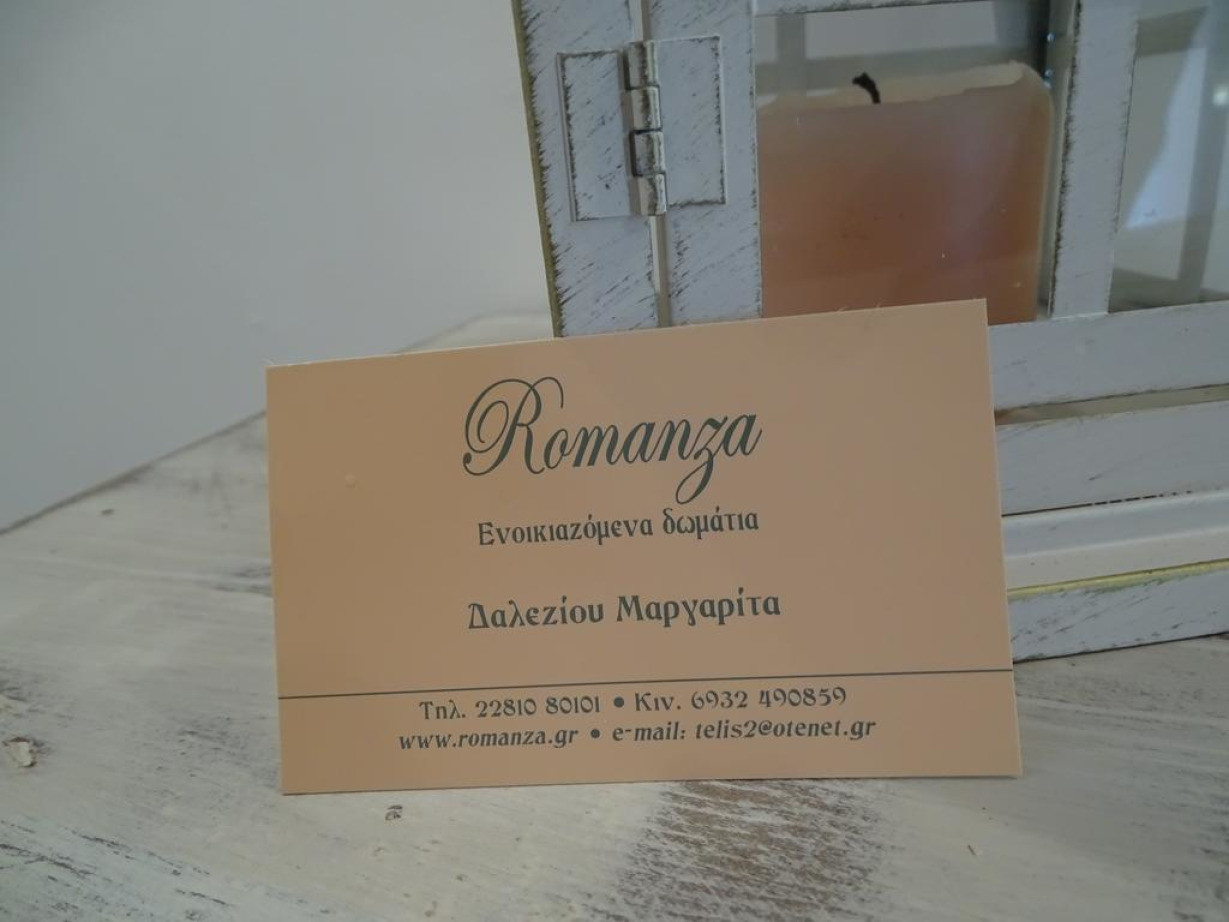 Romanza
Ενοικιαζόμενα δωμάτια
Δαλεζίου Μαργαρίτα
Τηλ. 22810 80101 • Κιν. 6932 490859
www.romanza.gr • e-mail: telis2@otenet.gr